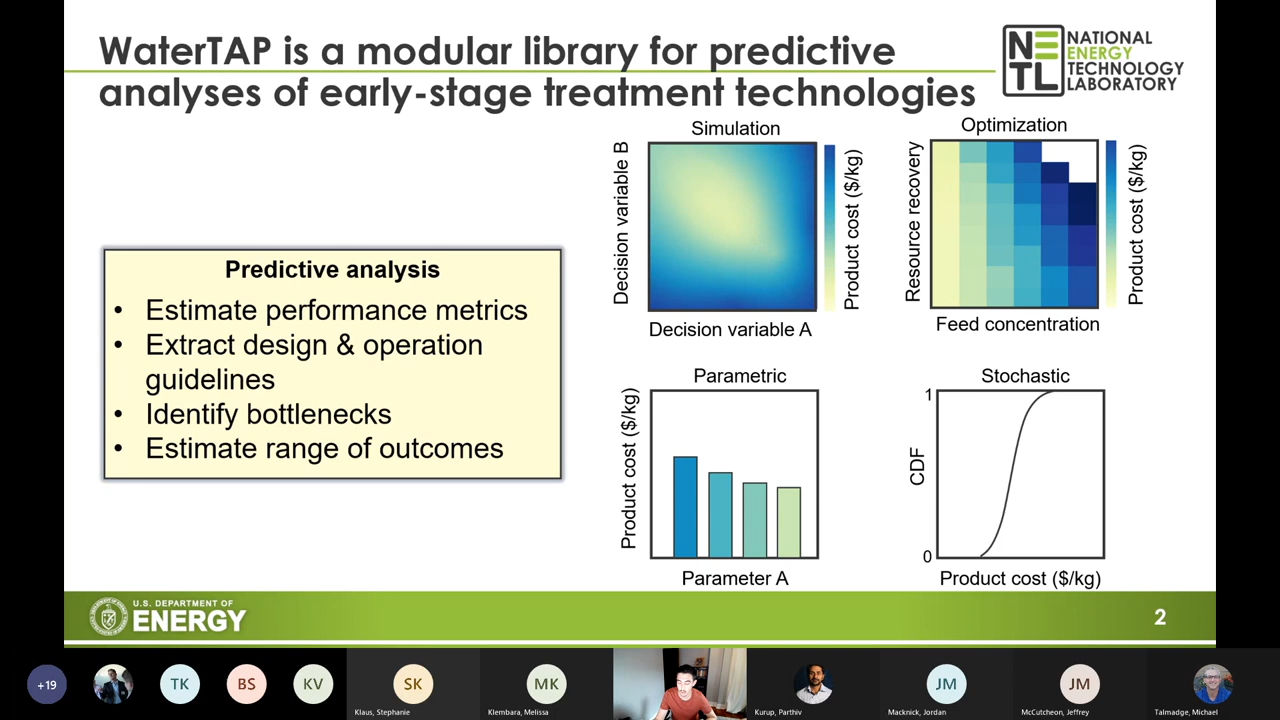 WaterTAP is a modular library for predictive
analyses of early-stage treatment technologies
NETL
NATIONAL
ENERGY
TECHNOLOGY
LABORATORY
Predictive analysis
• Estimate performance metrics
• Extract design & operation
guidelines
• Identify bottlenecks
• Estimate range of outcomes
Simulation
Decision variable B
Product cost ($/kg)
Decision variable A
Optimization
Resource recovery
Product cost ($/kg)
Feed concentration
Parametric
Product cost ($/kg)
Parameter A
Stochastic
1
CDF
0
Product cost ($/kg)
U.S. DEPARTMENT OF
ENERGY
2
+19
TK
BS
KV
SK
Klaus, Stephanie
MK
Klembara, Melissa
Kurup, Parthiv
JM
Macknick, Jordan
JM
McCutcheon, Jeffrey
Talmadge, Michael